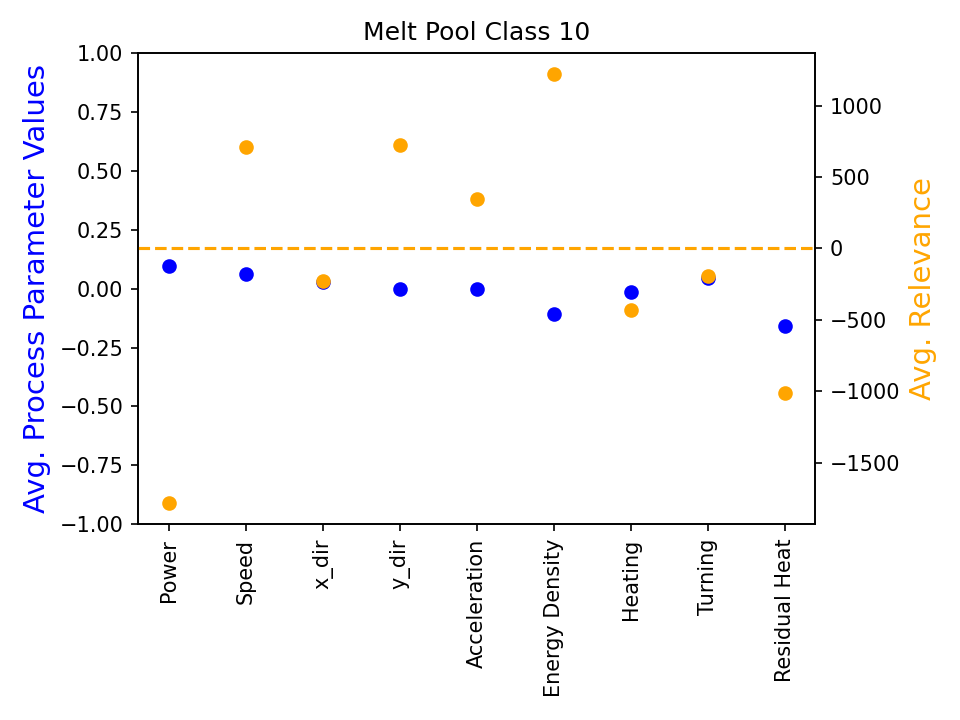 Melt Pool Class 10
Avg. Process Parameter Values
1.00
0.75
0.50
0.25
0.00
−0.25
−0.50
−0.75
−1.00
1000
500
0
−500
−1000
−1500
Avg. Relevance
Power
Speed
x_dir
y_dir
Acceleration
Energy Density
Heating
Turning
Residual Heat